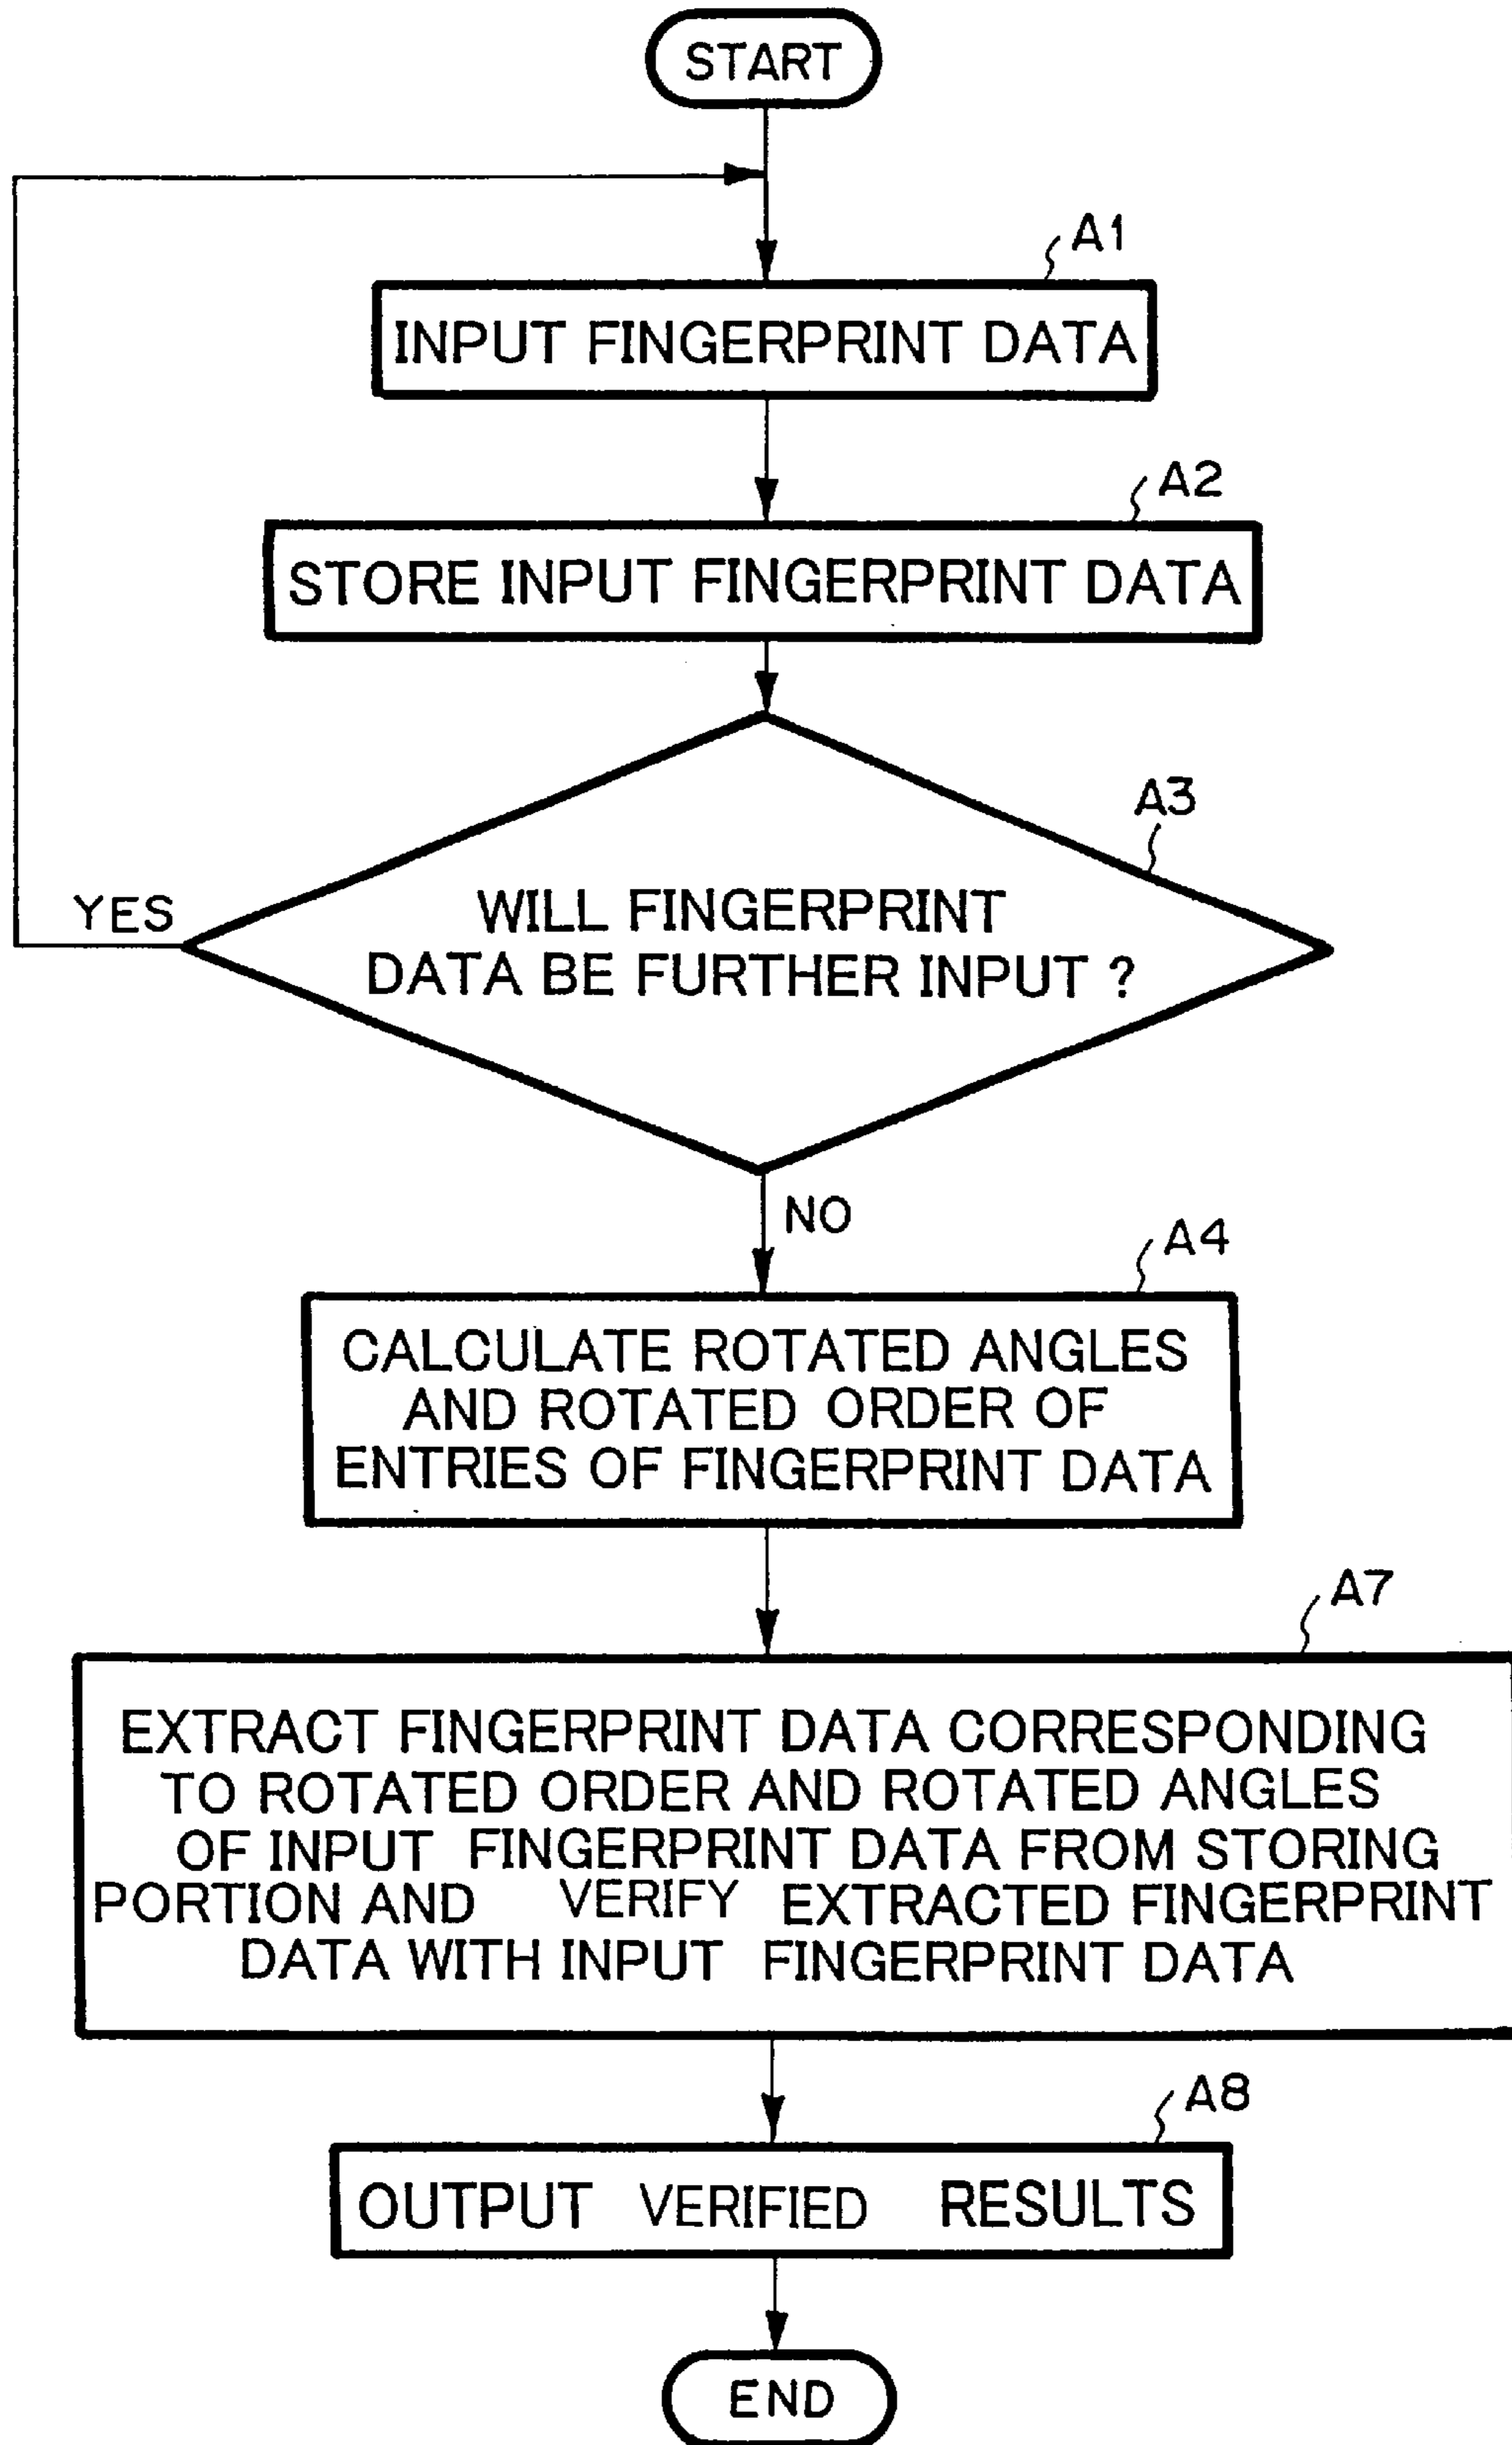 START
A1
INPUT FINGERPRINT DATA
A2
STORE INPUT FINGERPRINT DATA
A3
WILL FINGERPRINT
DATA BE FURTHER INPUT ?
YES
NO
A4
CALCULATE ROTATED ANGLES
AND ROTATED ORDER OF
ENTRIES OF FINGERPRINT DATA
A7
EXTRACT FINGERPRINT DATA CORRESPONDING
TO ROTATED ORDER AND ROTATED ANGLES
OF INPUT FINGERPRINT DATA FROM STORING
PORTION AND VERIFY EXTRACTED FINGERPRINT
DATA WITH INPUT FINGERPRINT DATA
A8
OUTPUT VERIFIED RESULTS
END